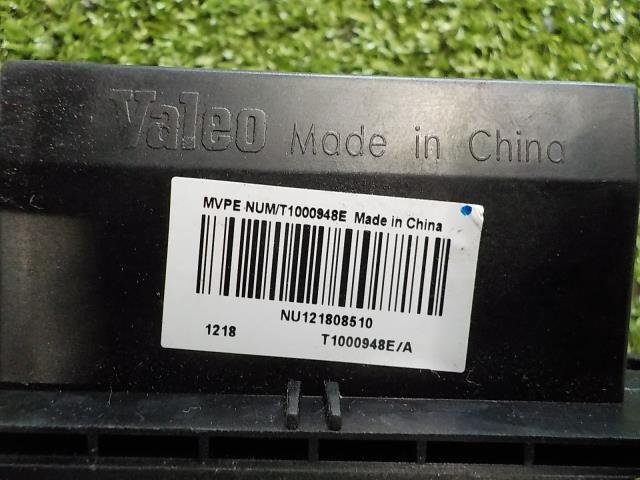 Valeo Made in China
MVPE NUM/T1000948E Made in China
NU121808510
1218 T1000948E/A